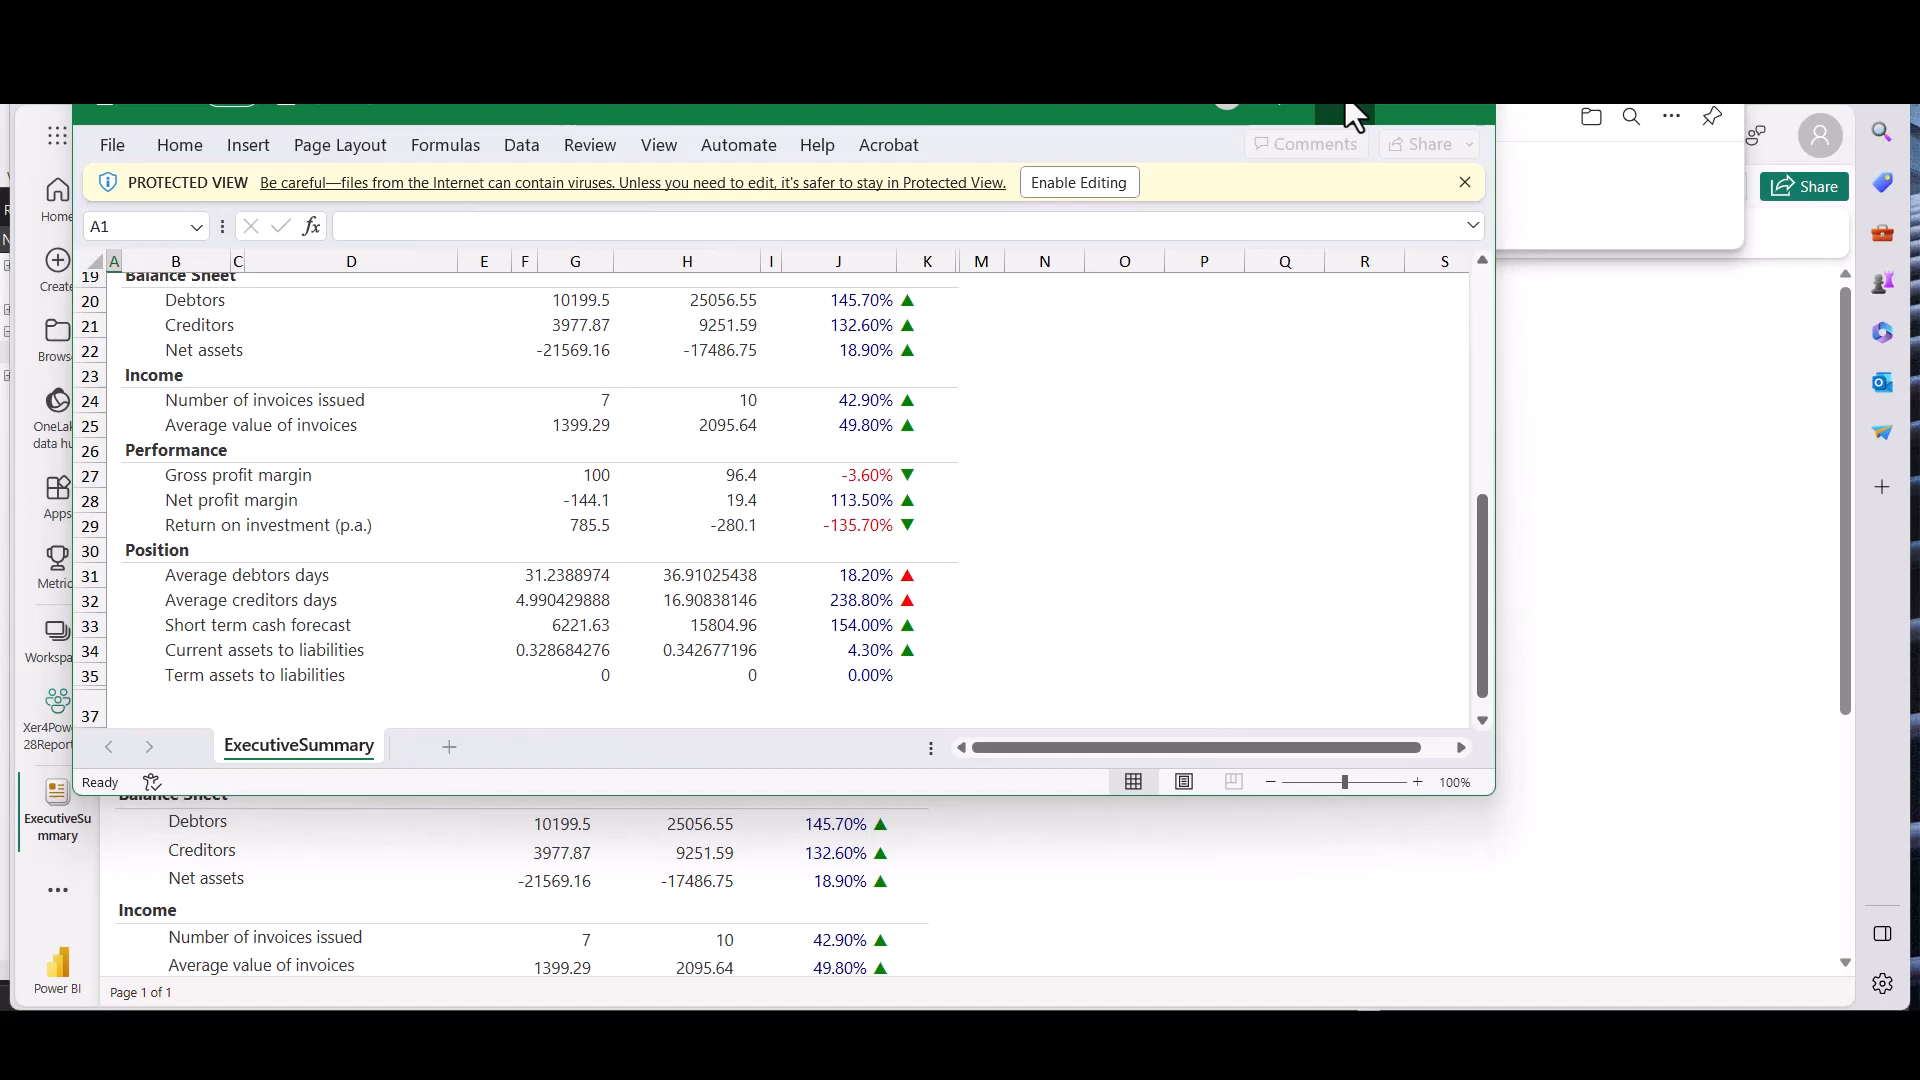 File Home Insert Page Layout Formulas Data Review View Automate Help Acrobat Comments Share
PROTECTED VIEW Be careful—files from the Internet can contain viruses. Unless you need to edit, it's safer to stay in Protected View. Enable Editing
Share
A1 fx
A B C D E F G H I J K M N O P Q R S
19 Balance Sheet
20 Debtors 10199.5 25056.55 145.70% ▲
21 Creditors 3977.87 9251.59 132.60% ▲
22 Net assets -21569.16 -17486.75 18.90% ▲
23 Income
24 Number of invoices issued 7 10 42.90% ▲
25 Average value of invoices 1399.29 2095.64 49.80% ▲
26 Performance
27 Gross profit margin 100 96.4 -3.60% ▼
28 Net profit margin -144.1 19.4 113.50% ▲
29 Return on investment (p.a.) 785.5 -280.1 -135.70% ▼
30 Position
31 Average debtors days 31.2388974 36.91025438 18.20% ▲
32 Average creditors days 4.990429888 16.90838146 238.80% ▲
33 Short term cash forecast 6221.63 15804.96 154.00% ▲
34 Current assets to liabilities 0.328684276 0.342677196 4.30% ▲
35 Term assets to liabilities 0 0 0.00%
37
ExecutiveSummary
Ready 100%
Home
Create
Brows
OneLak
data hu
Apps
Metric
Workspa
Xer4Pow
28Report
ExecutiveSu
mmary
Power BI
Balance Sheet
Debtors 10199.5 25056.55 145.70% ▲
Creditors 3977.87 9251.59 132.60% ▲
Net assets -21569.16 -17486.75 18.90% ▲
Income
Number of invoices issued 7 10 42.90% ▲
Average value of invoices 1399.29 2095.64 49.80% ▲
Page 1 of 1